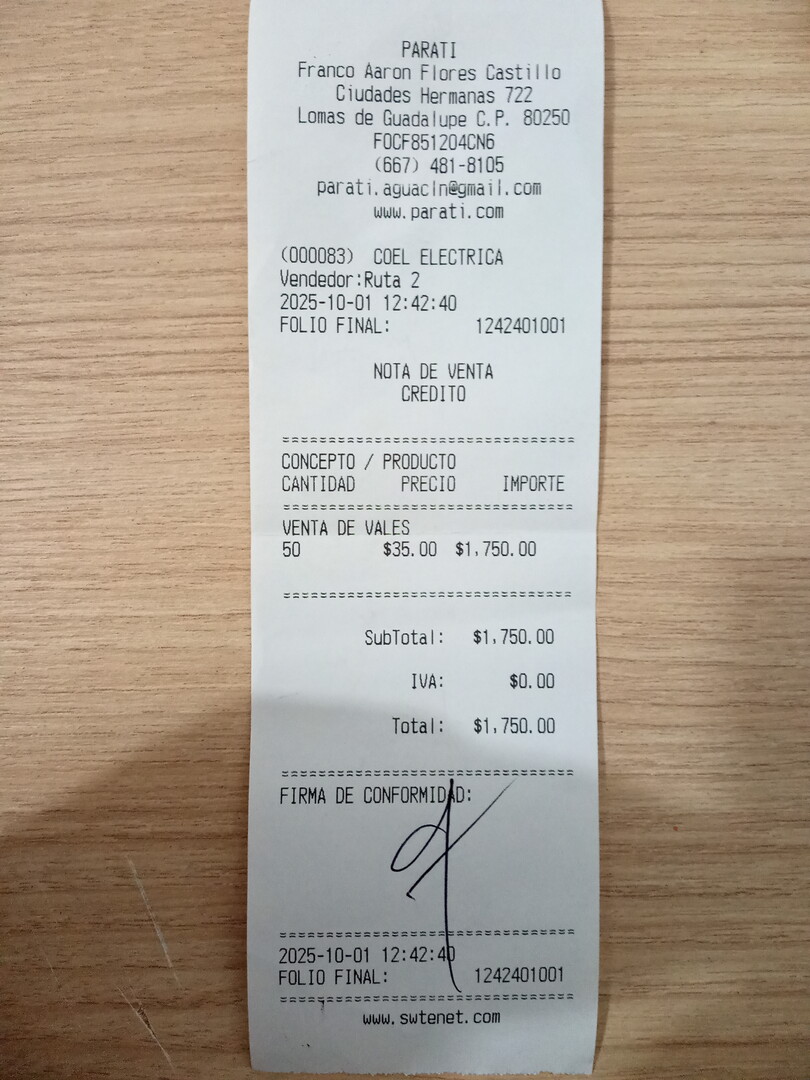 PARATI
Franco Aaron Flores Castillo
Ciudades Hermanas 722
Lomas de Guadalupe C.P. 80250
FOCF851204CN6
(667) 481-8105
parati.aguacln@gmail.com
www.parati.com
(000083) COEL ELECTRICA
Vendedor:Ruta 2
2025-10-01 12:42:40
FOLIO FINAL: 1242401001
NOTA DE VENTA
CREDITO
CONCEPTO / PRODUCTO
CANTIDAD PRECIO IMPORTE
VENTA DE VALES
50 $35.00 $1,750.00
SubTotal: $1,750.00
IVA: $0.00
Total: $1,750.00
FIRMA DE CONFORMIDAD:
2025-10-01 12:42:40
FOLIO FINAL: 1242401001
www.swtenet.com